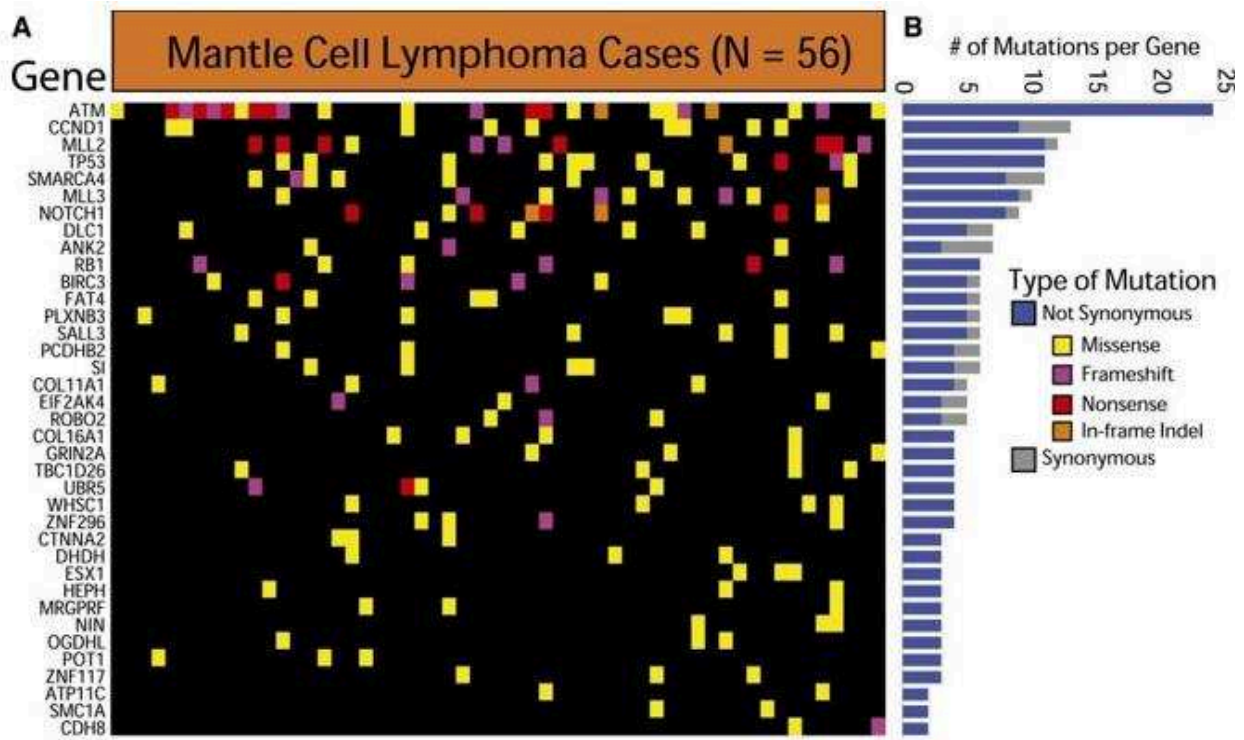 A
Mantle Cell Lymphoma Cases (N = 56)
Gene
ATM
CCND1
MLL2
TP53
SMARCA4
MLL3
NOTCH1
DLC1
ANK2
RB1
BIRC3
FAT4
PLXNB3
SALL3
PCDHB2
SI
COL11A1
EIF2AK4
ROBO2
COL16A1
GRIN2A
TBC1D26
UBR5
WHSC1
ZNF296
CTNNA2
DHDH
ESX1
HEPH
MRGPRF
NIN
OGDHL
POT1
ZNF117
ATP11C
SMC1A
CDH8
B
# of Mutations per Gene
0 5 10 15 20 25
Type of Mutation
Not Synonymous
Missense
Frameshift
Nonsense
In-frame Indel
Synonymous